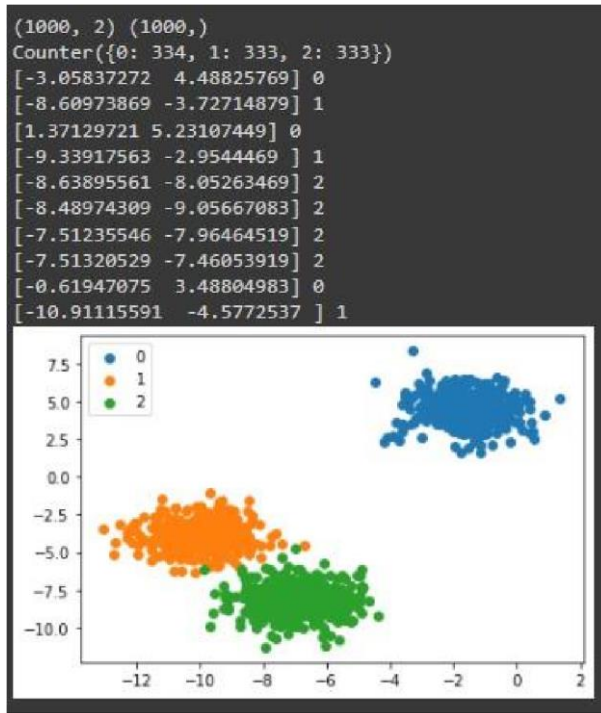 (1000, 2) (1000,)
Counter({0: 334, 1: 333, 2: 333})
[-3.05837272  4.48825769] 0
[-8.60973869 -3.72714879] 1
[1.37129721 5.23107449] 0
[-9.33917563 -2.9544469 ] 1
[-8.63895561 -8.05263469] 2
[-8.48974309 -9.05667083] 2
[-7.51235546 -7.96464519] 2
[-7.51320529 -7.46053919] 2
[-0.61947075  3.48804983] 0
[-10.91115591  -4.5772537 ] 1
0
1
2
7.5
5.0
2.5
0.0
−2.5
−5.0
−7.5
−10.0
−12 −10 −8 −6 −4 −2 0 2